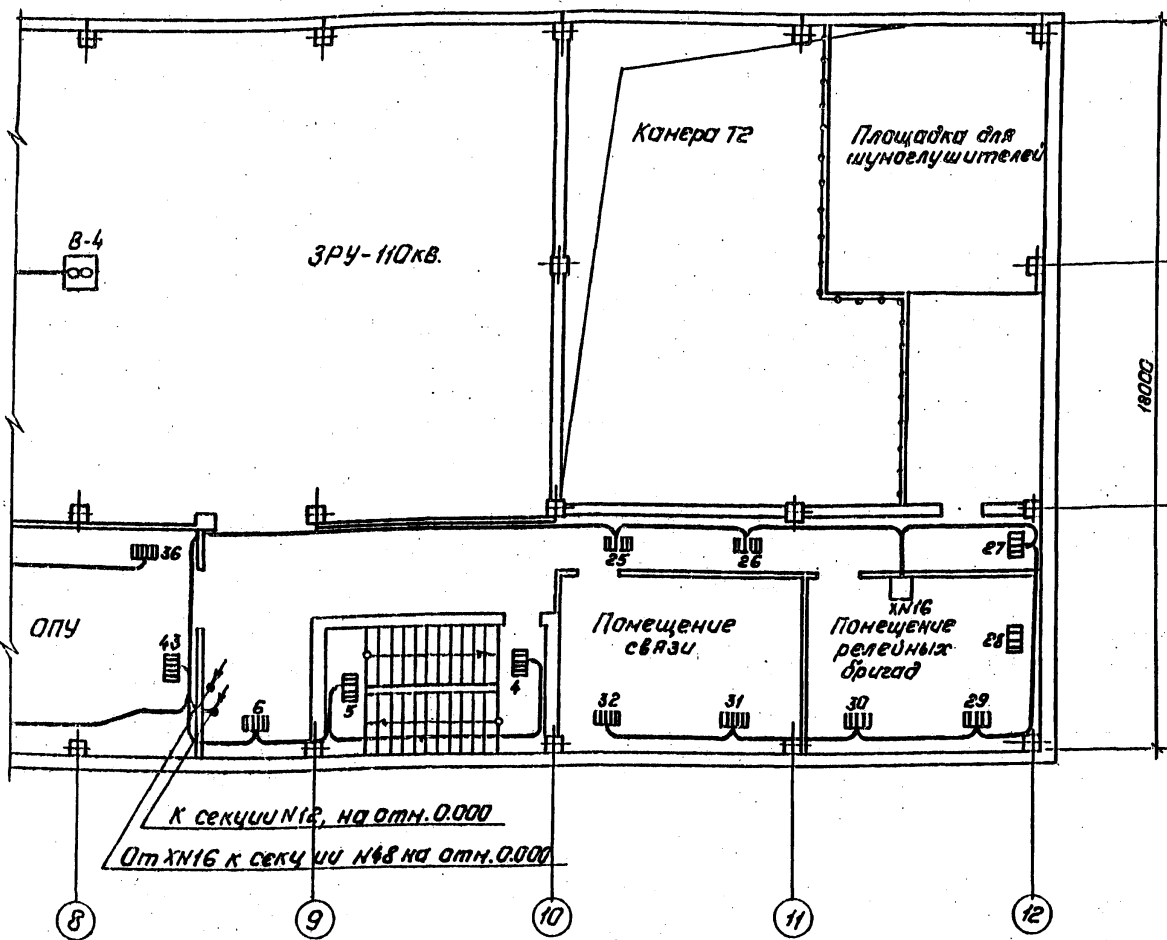 Камера Т2
Площадка для
шумоглушителей
В-4
ЗРУ-110кв.
18000
36
25
26
27
ОПУ
43
XN16
Помещение
связи
Помещение
релейных
бригад
28
6
5
4
32
31
30
29
К секции N12, на отм. 0.000
От XN16 к секции N48 на отм. 0.000
8
9
10
11
12